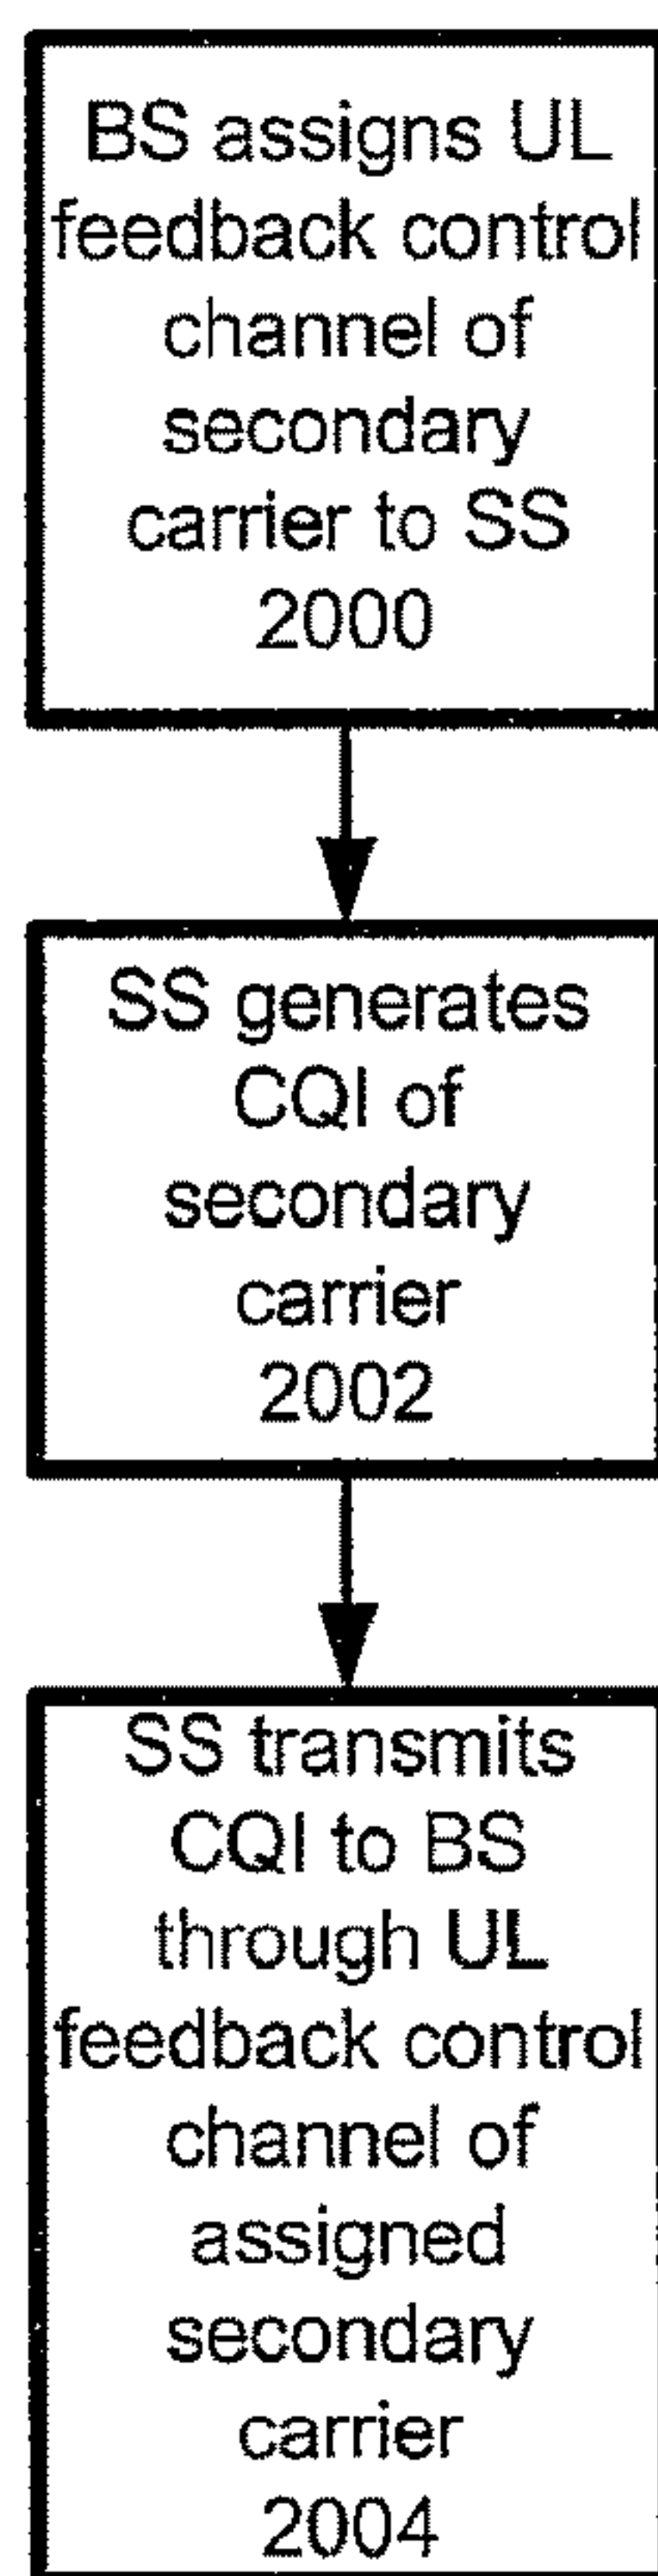 BS assigns UL
feedback control
channel of
secondary
carrier to SS
2000
SS generates
CQI of
secondary
carrier
2002
SS transmits
CQI to BS
through UL
feedback control
channel of
assigned
secondary
carrier
2004